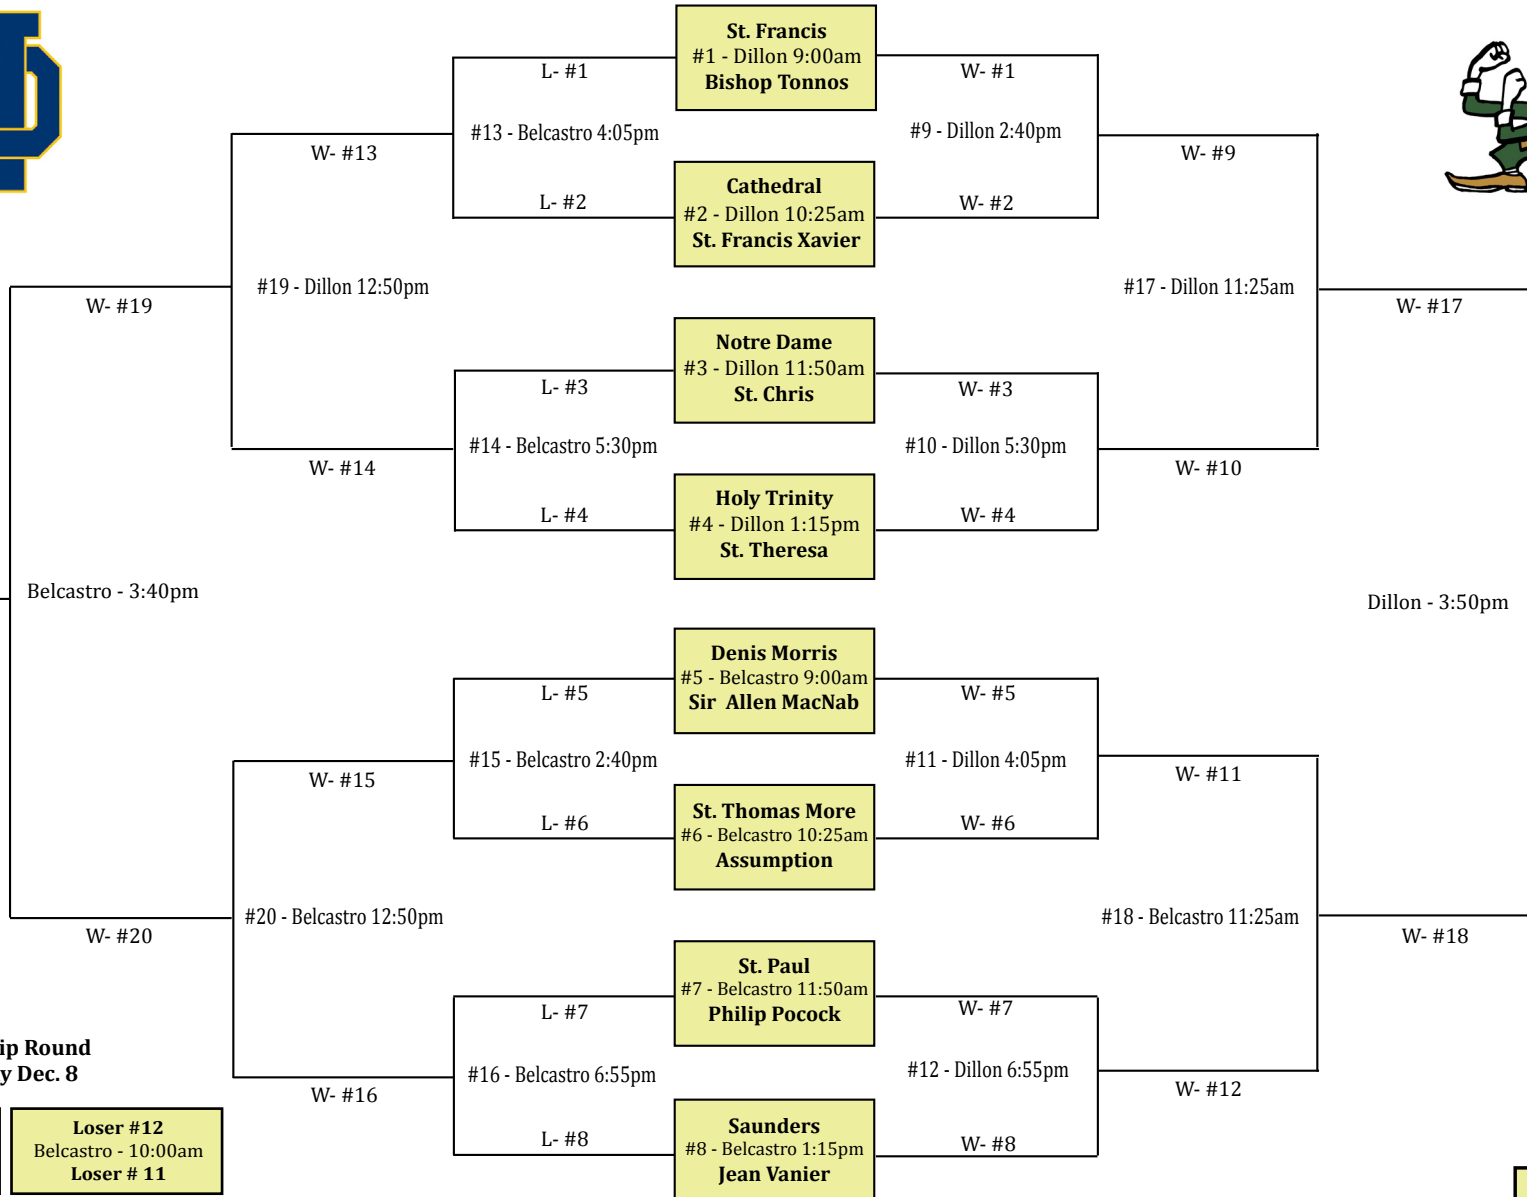 St. Francis
#1 - Dillon 9:00am
Bishop Tonnos
L- #1
W- #1
#13 - Belcastro 4:05pm
#9 - Dillon 2:40pm
W- #13
W- #9
Cathedral
#2 - Dillon 10:25am
St. Francis Xavier
L- #2
W- #2
#19 - Dillon 12:50pm
#17 - Dillon 11:25am
W- #19
W- #17
Notre Dame
#3 - Dillon 11:50am
St. Chris
L- #3
W- #3
#14 - Belcastro 5:30pm
#10 - Dillon 5:30pm
W- #14
W- #10
Holy Trinity
#4 - Dillon 1:15pm
St. Theresa
L- #4
W- #4
Belcastro - 3:40pm
Dillon - 3:50pm
Denis Morris
#5 - Belcastro 9:00am
Sir Allen MacNab
L- #5
W- #5
#15 - Belcastro 2:40pm
#11 - Dillon 4:05pm
W- #15
W- #11
St. Thomas More
#6 - Belcastro 10:25am
Assumption
L- #6
W- #6
#20 - Belcastro 12:50pm
#18 - Belcastro 11:25am
W- #20
W- #18
St. Paul
#7 - Belcastro 11:50am
Philip Pocock
L- #7
W- #7
#16 - Belcastro 6:55pm
#12 - Dillon 6:55pm
W- #16
W- #12
Saunders
#8 - Belcastro 1:15pm
Jean Vanier
L- #8
W- #8
ip Round
y Dec. 8
Loser #12
Belcastro - 10:00am
Loser # 11